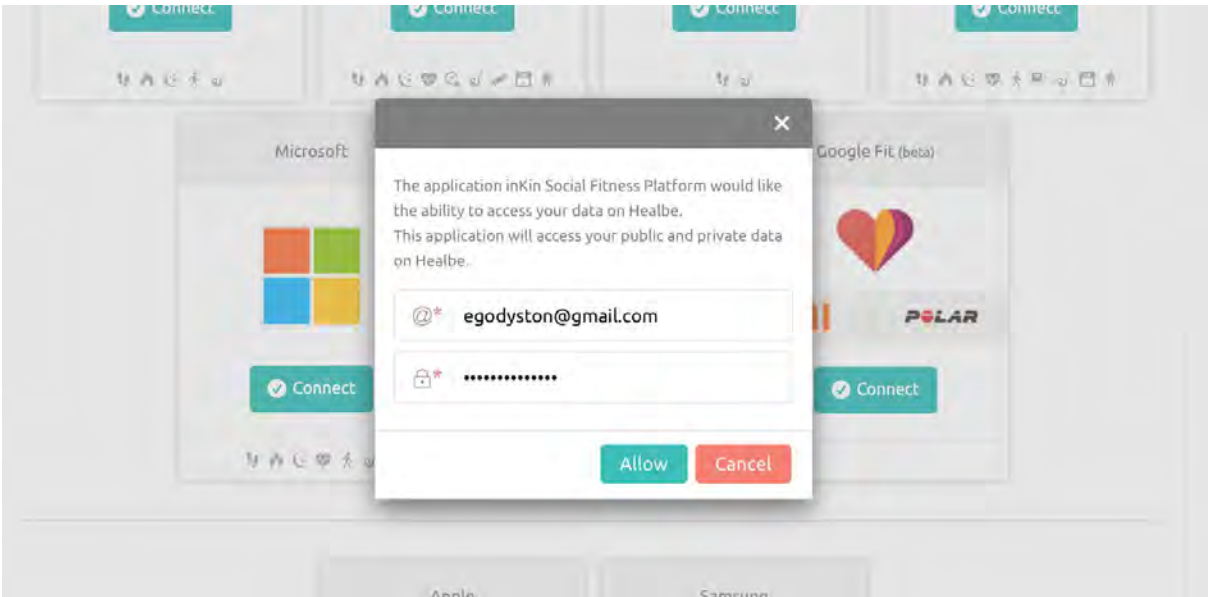 Connect
Connect
Connect
Connect
Microsoft
Google Fit (beta)
The application inKin Social Fitness Platform would like
the ability to access your data on Healbe.
This application will access your public and private data
on Healbe.
@* egodyston@gmail.com
* ••••••••••••••
POLAR
Connect
Connect
Allow
Cancel
Apple
Samsung